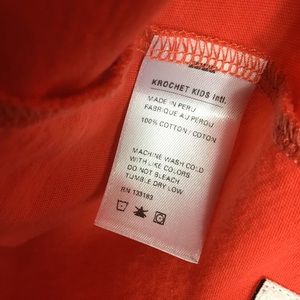 KROCHET KIDS intl.
MADE IN PERU
FABRIQUE AU PEROU
100% COTTON / COTON
MACHINE WASH COLD
WITH LIKE COLORS
DO NOT BLEACH
TUMBLE DRY LOW
RN 133183